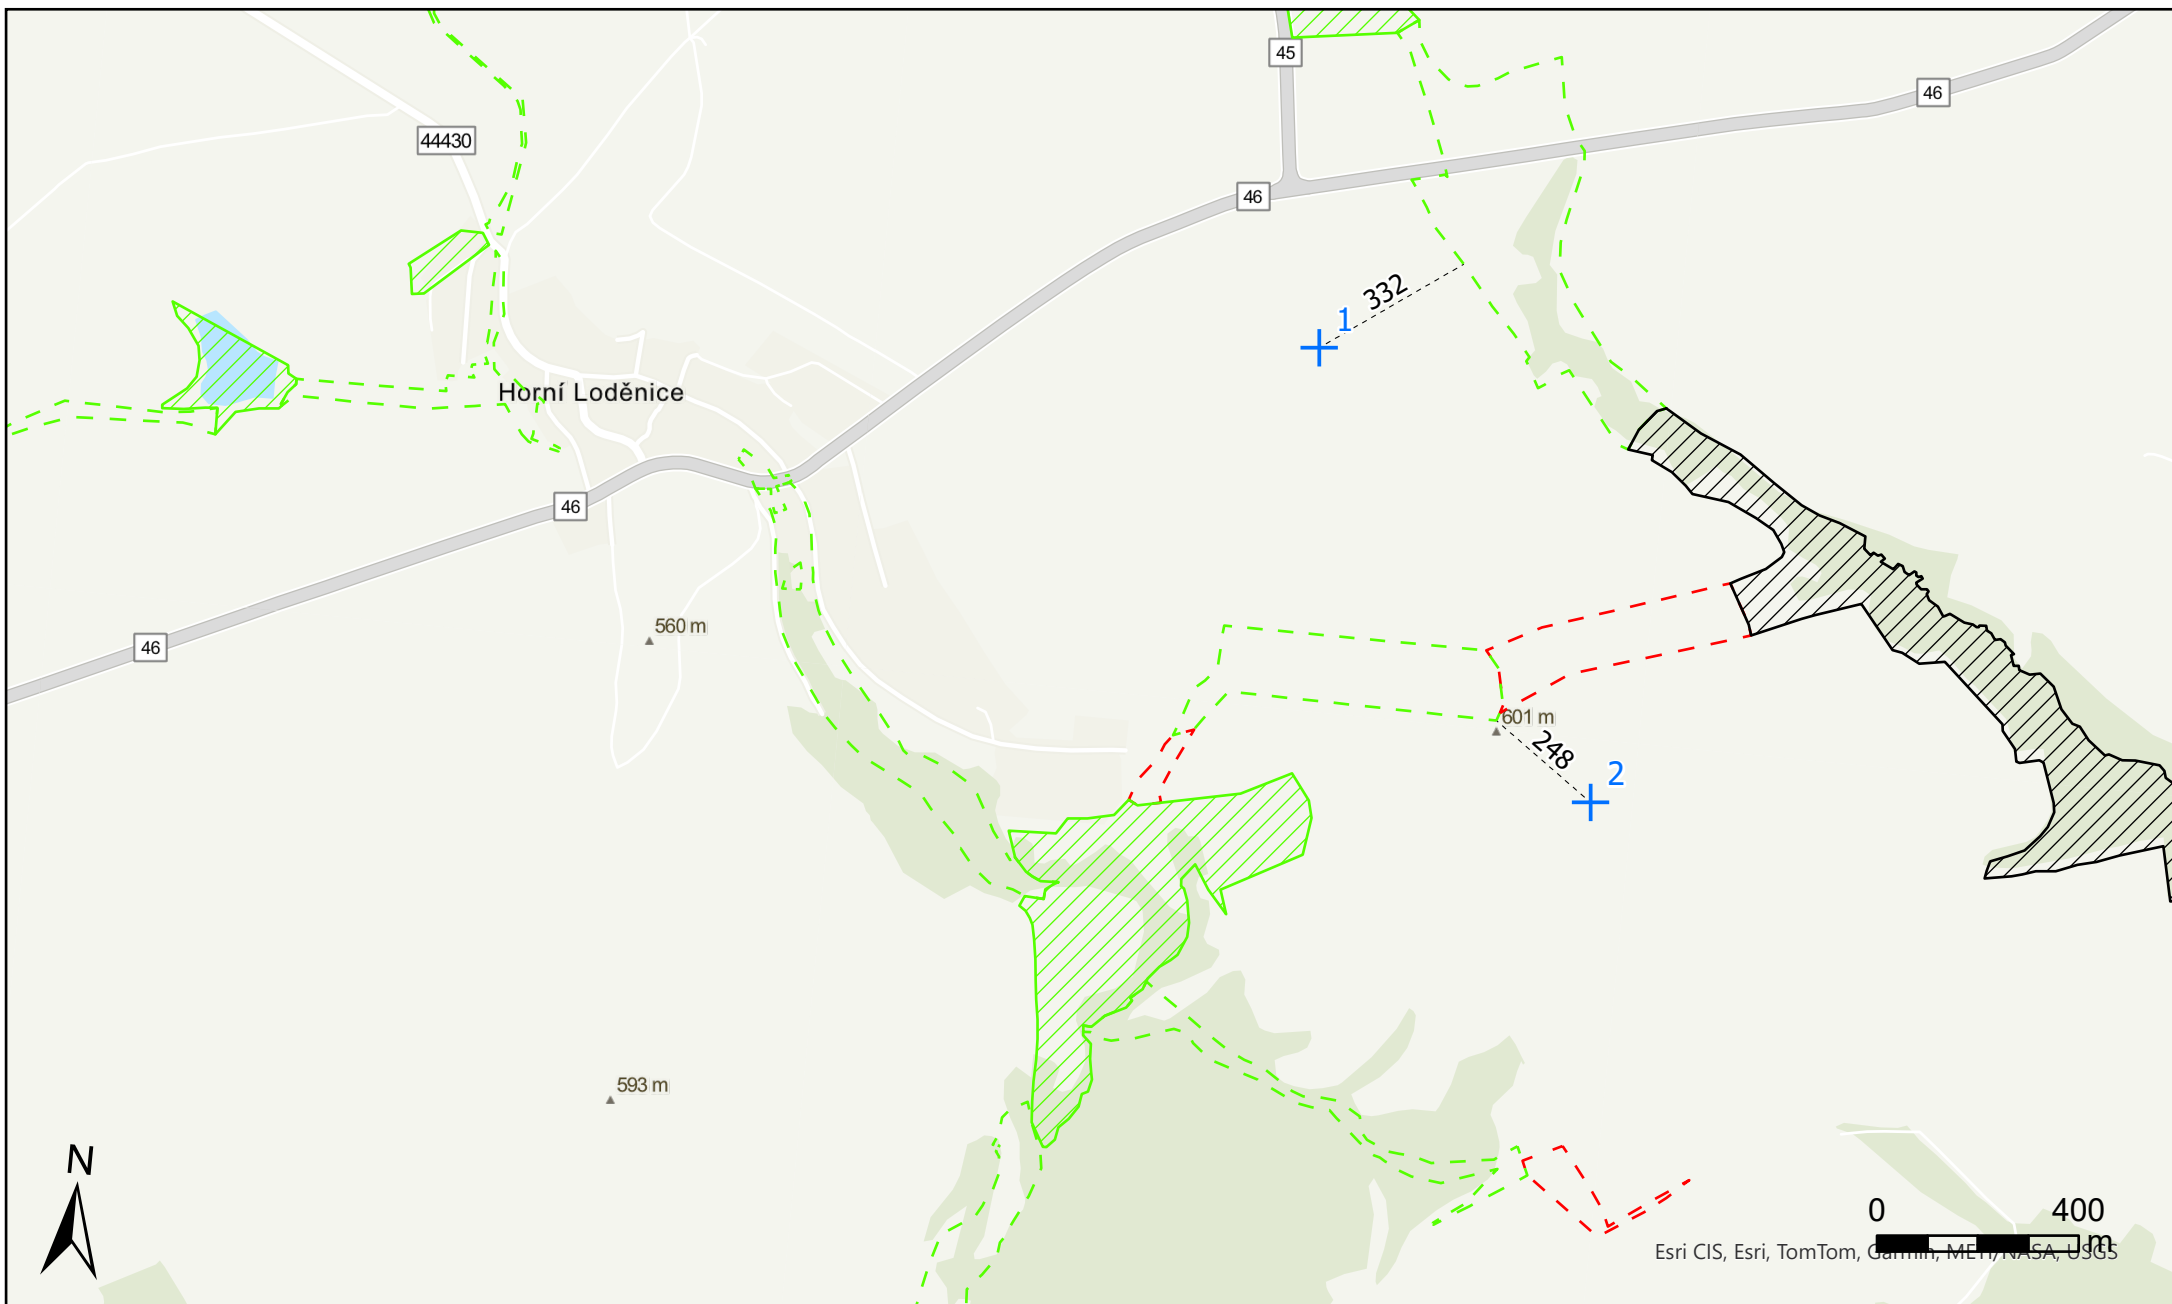 45
46
44430
46
332
1
Horní Loděnice
46
560 m
46
601 m
248
2
593 m
N
0
400
m
Esri CIS, Esri, TomTom, Garmin, METI/NASA, USGS